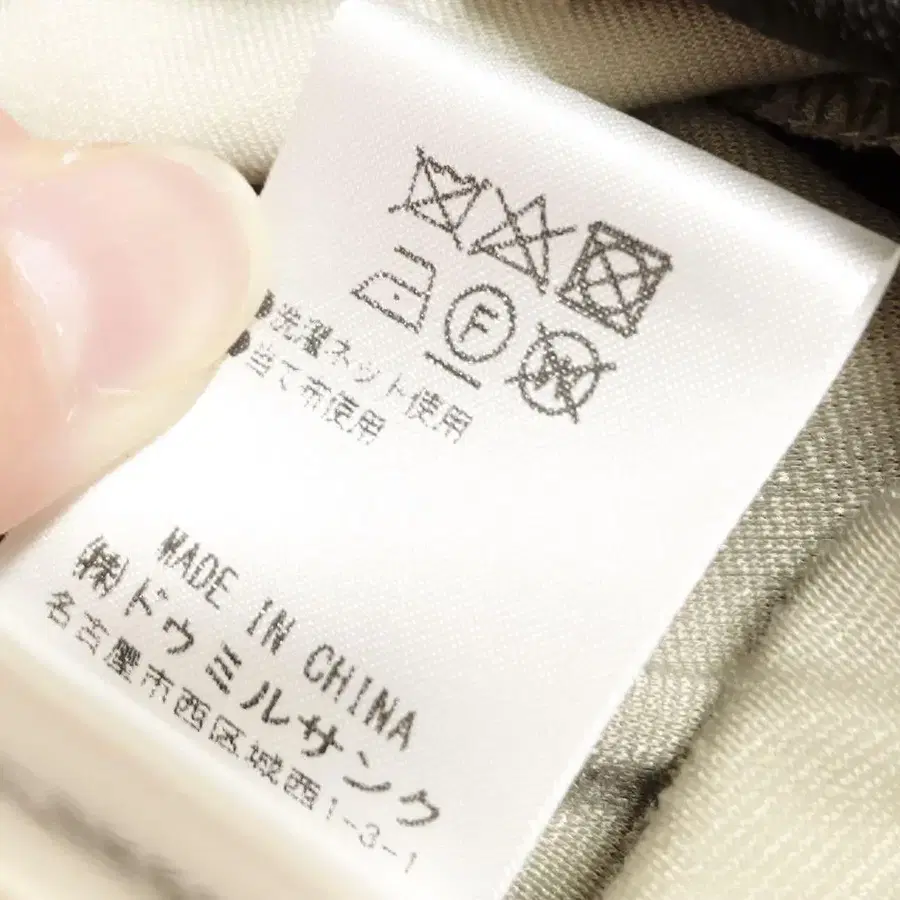 F
W
●洗濯ネット使用
●当て布使用
MADE IN CHINA
㈱ドウミルサンク
名古屋市西区城西1-3-1